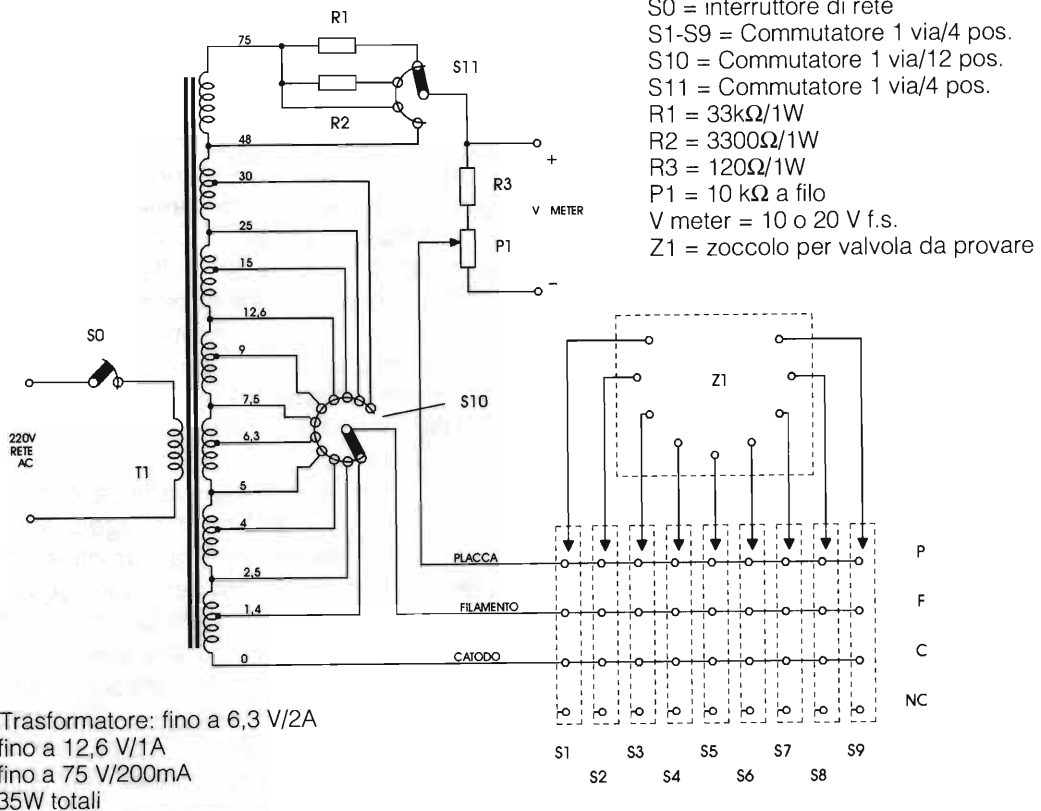 S0 = interruttore di rete
S1-S9 = Commutatore 1 via/4 pos.
S10 = Commutatore 1 via/12 pos.
S11 = Commutatore 1 via/4 pos.
R1 = 33kΩ/1W
R2 = 3300Ω/1W
R3 = 120Ω/1W
P1 = 10 kΩ a filo
V meter = 10 o 20 V f.s.
Z1 = zoccolo per valvola da provare
R1
75
S11
R2
48
+
30
R3
V METER
25
P1
15
–
12,6
S0
9
Z1
S10
7,5
220V
RETE
AC
6,3
T1
5
4
PLACCA
P
2,5
FILAMENTO
F
1,4
0
CATODO
C
NC
Trasformatore: fino a 6,3 V/2A
fino a 12,6 V/1A
fino a 75 V/200mA
35W totali
S1
S3
S5
S7
S9
S2
S4
S6
S8